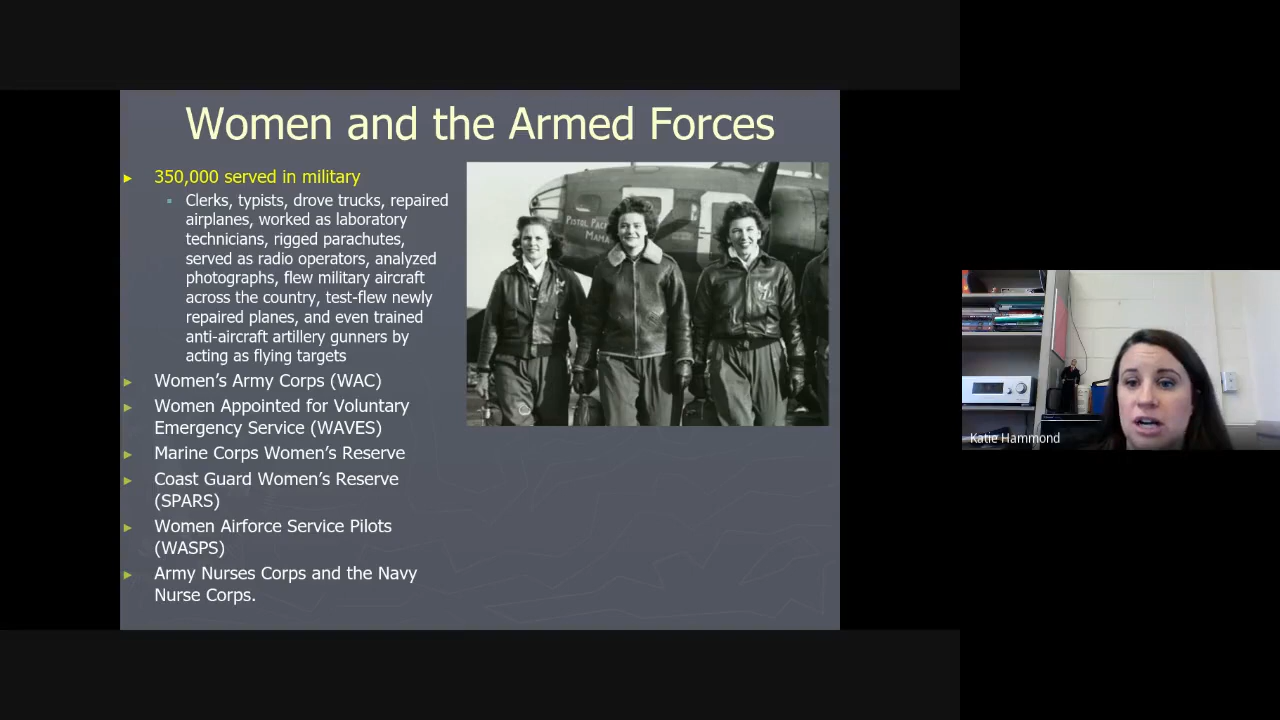 Women and the Armed Forces
350,000 served in military
Clerks, typists, drove trucks, repaired
airplanes, worked as laboratory
technicians, rigged parachutes,
served as radio operators, analyzed
photographs, flew military aircraft
across the country, test-flew newly
repaired planes, and even trained
anti-aircraft artillery gunners by
acting as flying targets
Women's Army Corps (WAC)
Women Appointed for Voluntary
Emergency Service (WAVES)
Marine Corps Women's Reserve
Coast Guard Women's Reserve
(SPARS)
Women Airforce Service Pilots
(WASPS)
Army Nurses Corps and the Navy
Nurse Corps.
PISTOL PACK
MAMA
Katie Hammond